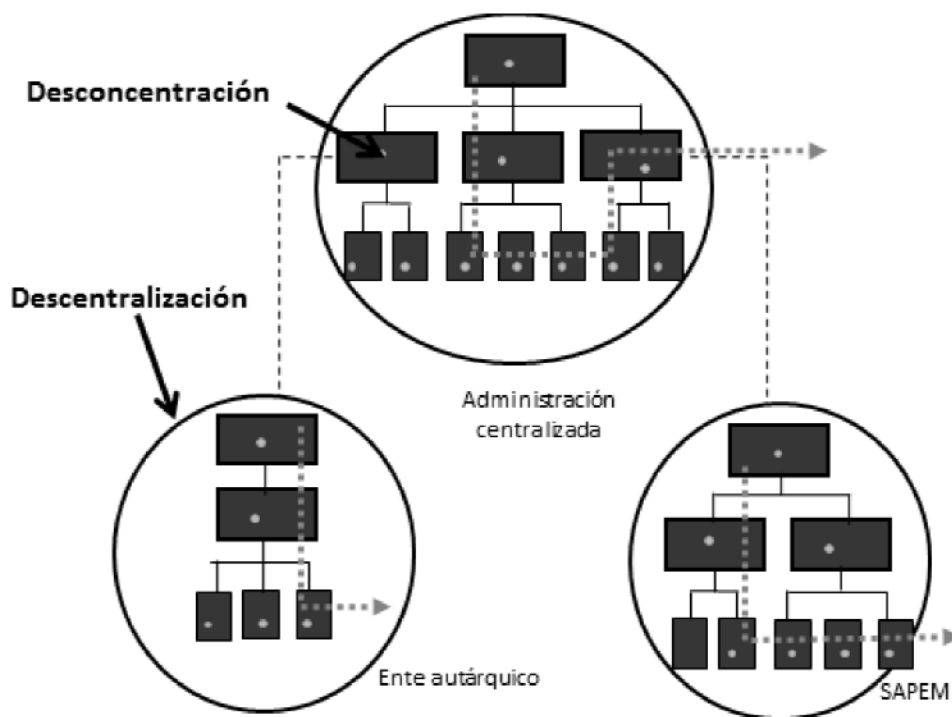 Desconcentración
Descentralización
Administración
centralizada
Ente autárquico
SAPEM